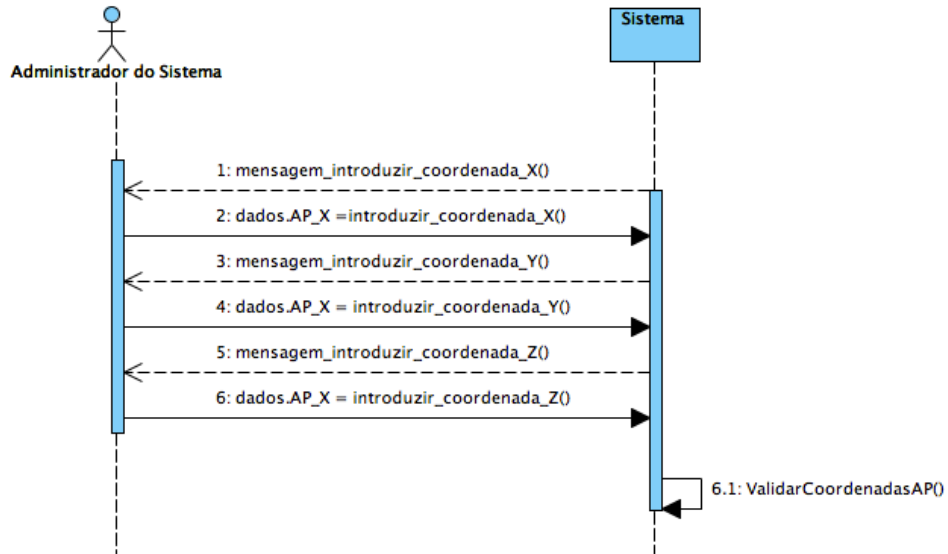 Sistema
Administrador do Sistema
1: mensagem_introduzir_coordenada_X()
2: dados.AP_X =introduzir_coordenada_X()
3: mensagem_introduzir_coordenada_Y()
4: dados.AP_X = introduzir_coordenada_Y()
5: mensagem_introduzir_coordenada_Z()
6: dados.AP_X = introduzir_coordenada_Z()
6.1: ValidarCoordenadasAP()